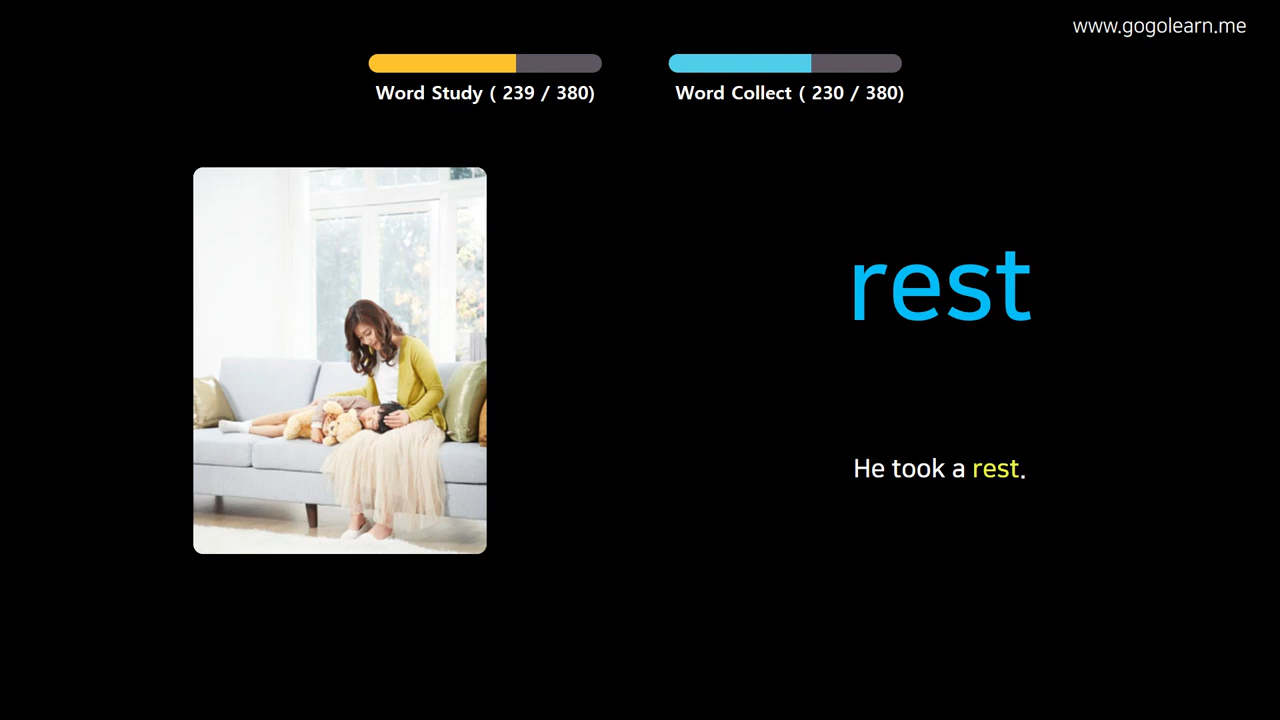 www.gogolearn.me
Word Study ( 239 / 380)
Word Collect ( 230 / 380)
rest
He took a rest.